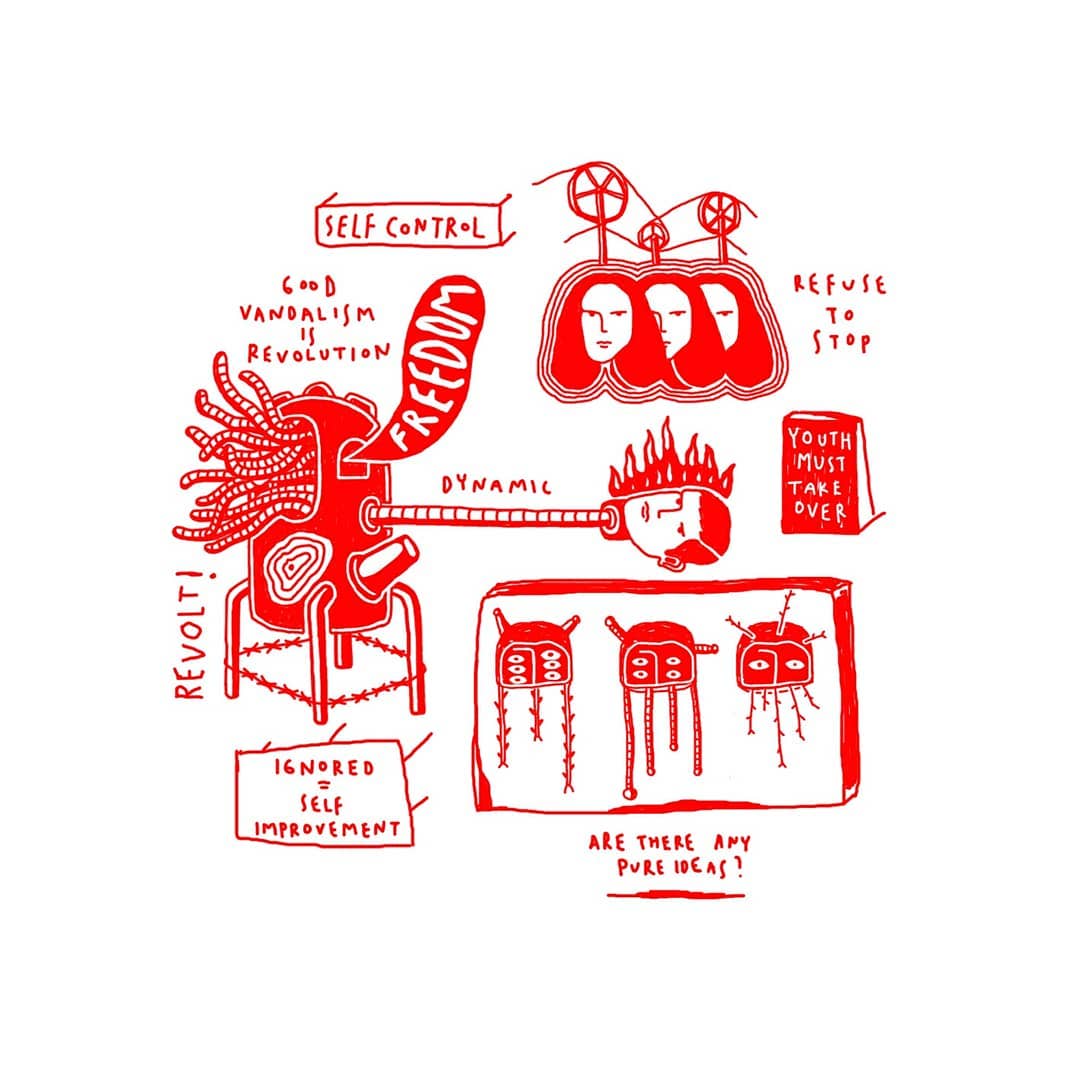 SELF CONTROL
GOOD
VANDALISM
IS
REVOLUTION
FREEDOM
REFUSE
TO
STOP
DYNAMIC
YOUTH
MUST
TAKE
OVER
REVOLT!
IGNORED
=
SELF
IMPROVEMENT
ARE THERE ANY
PURE IDEAS?